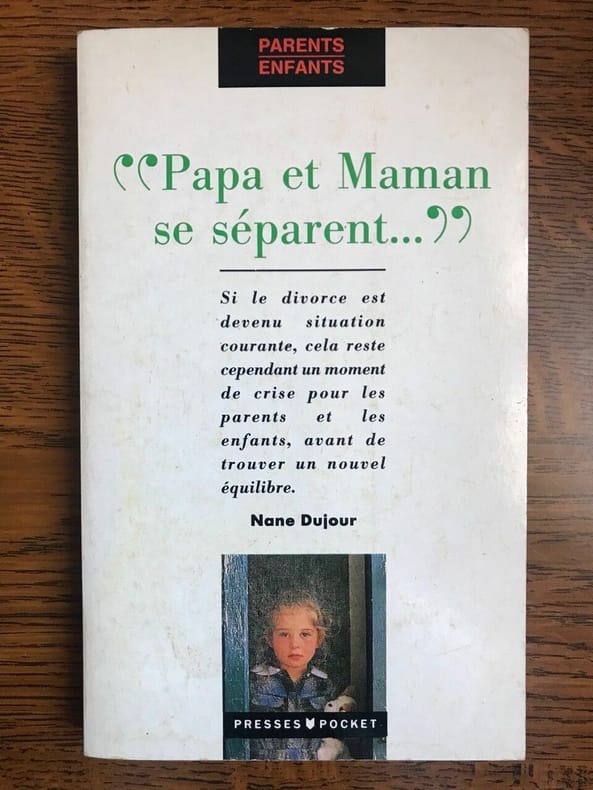 PARENTS
ENFANTS
“Papa et Maman
se séparent...”
Si le divorce est
devenu situation
courante, cela reste
cependant un moment
de crise pour les
parents et les
enfants, avant de
trouver un nouvel
équilibre.
Nane Dujour
PRESSES POCKET